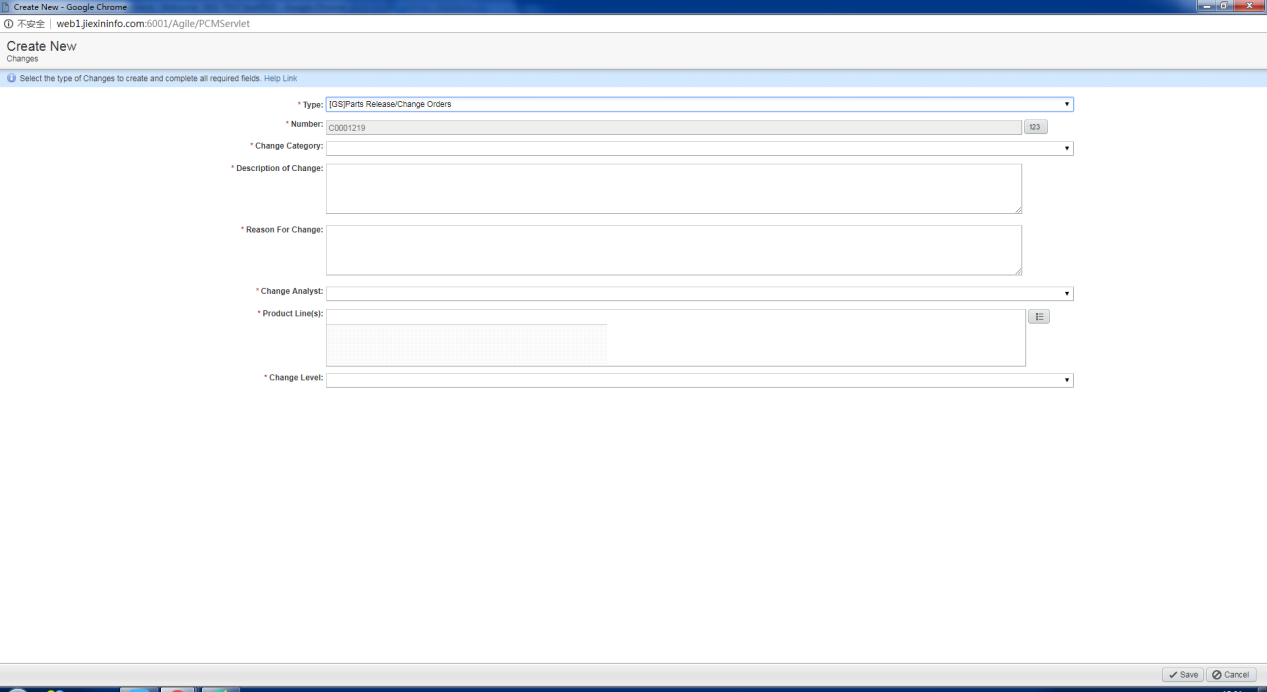 Create New - Google Chrome
不安全 | web1.jiexininfo.com:6001/Agile/PCMServlet
Create New
Changes
Select the type of Changes to create and complete all required fields. Help Link
* Type: [GS]Parts Release/Change Orders
* Number: C0001219 123
* Change Category:
* Description of Change:
* Reason For Change:
* Change Analyst:
* Product Line(s):
* Change Level:
Save Cancel